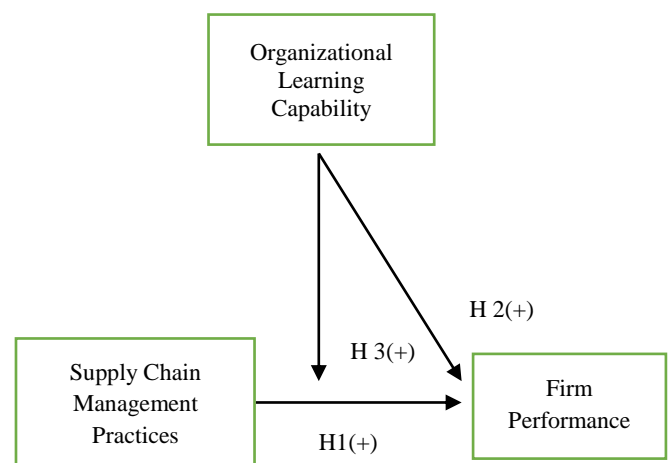 Organizational
Learning
Capability
H 2(+)
H 3(+)
Supply Chain
Management
Practices
Firm
Performance
H1(+)